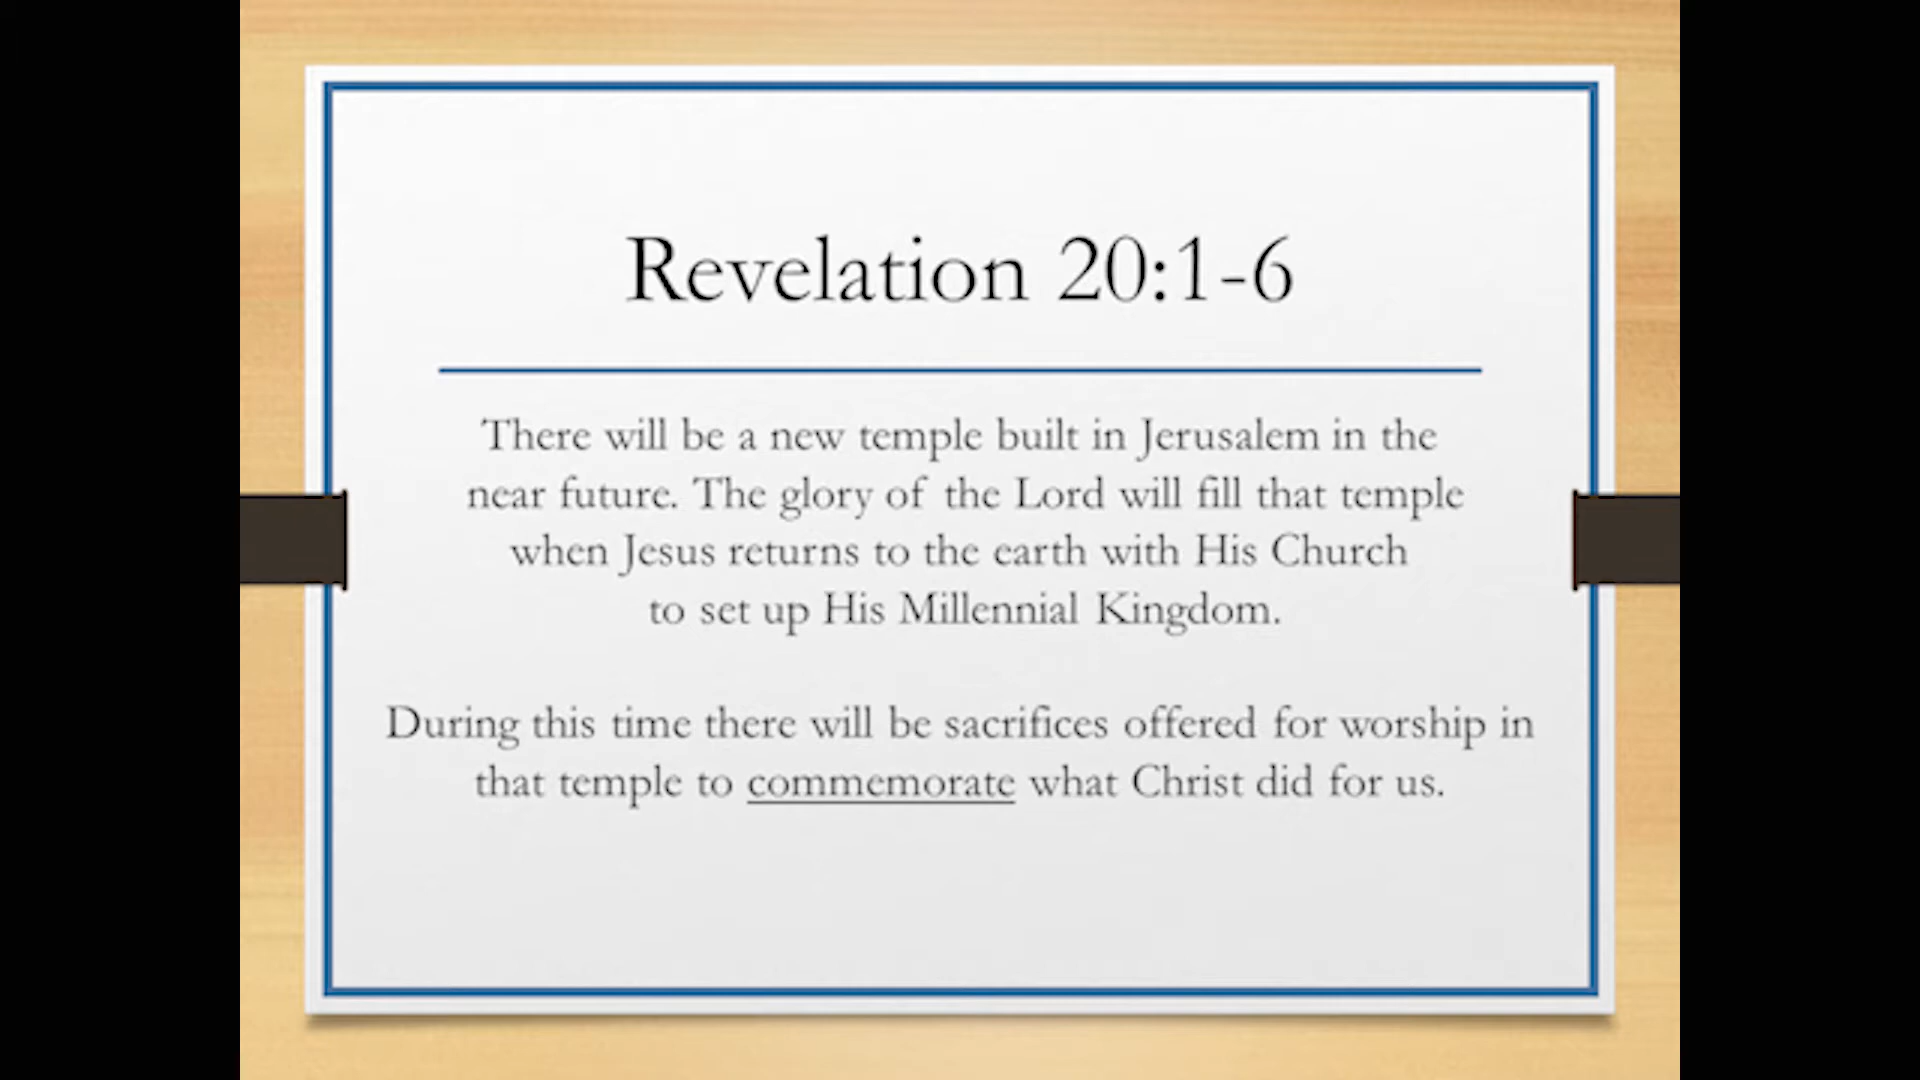 Revelation 20:1-6
There will be a new temple built in Jerusalem in the
near future. The glory of the Lord will fill that temple
when Jesus returns to the earth with His Church
to set up His Millennial Kingdom.
During this time there will be sacrifices offered for worship in
that temple to commemorate what Christ did for us.